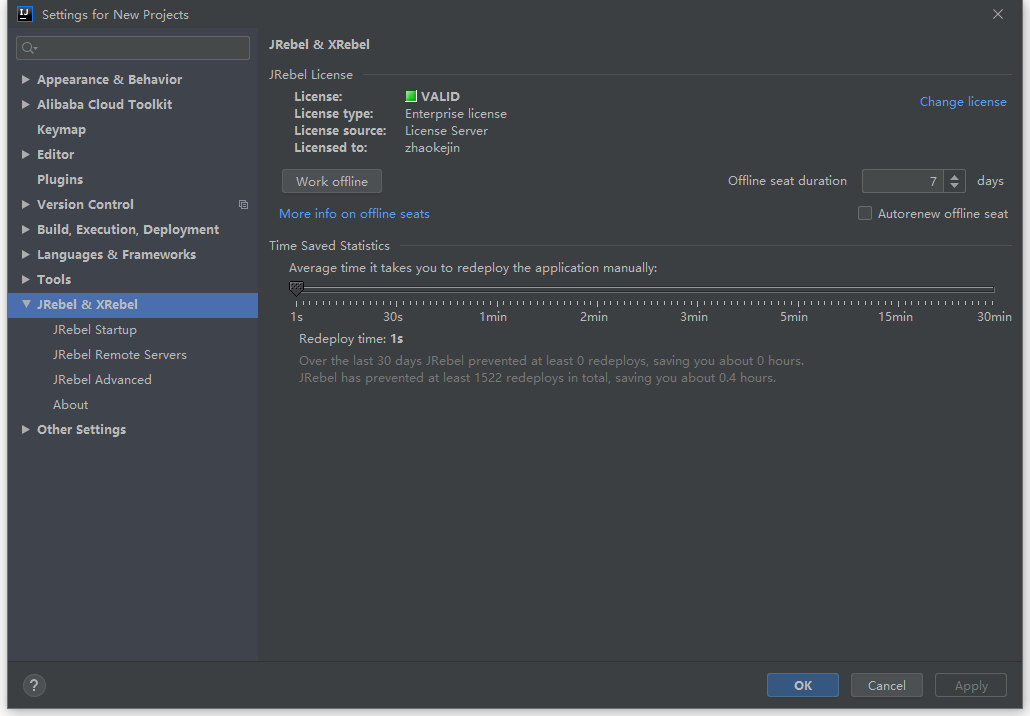 Settings for New Projects
Appearance & Behavior
Alibaba Cloud Toolkit
Keymap
Editor
Plugins
Version Control
Build, Execution, Deployment
Languages & Frameworks
Tools
JRebel & XRebel
JRebel Startup
JRebel Remote Servers
JRebel Advanced
About
Other Settings
JRebel & XRebel
JRebel License
License: VALID
Change license
License type: Enterprise license
License source: License Server
Licensed to: zhaokejin
Work offline
Offline seat duration 7 days
More info on offline seats
Autorenew offline seat
Time Saved Statistics
Average time it takes you to redeploy the application manually:
1s 30s 1min 2min 3min 5min 15min 30min
Redeploy time: 1s
Over the last 30 days JRebel prevented at least 0 redeploys, saving you about 0 hours.
JRebel has prevented at least 1522 redeploys in total, saving you about 0.4 hours.
? OK Cancel Apply